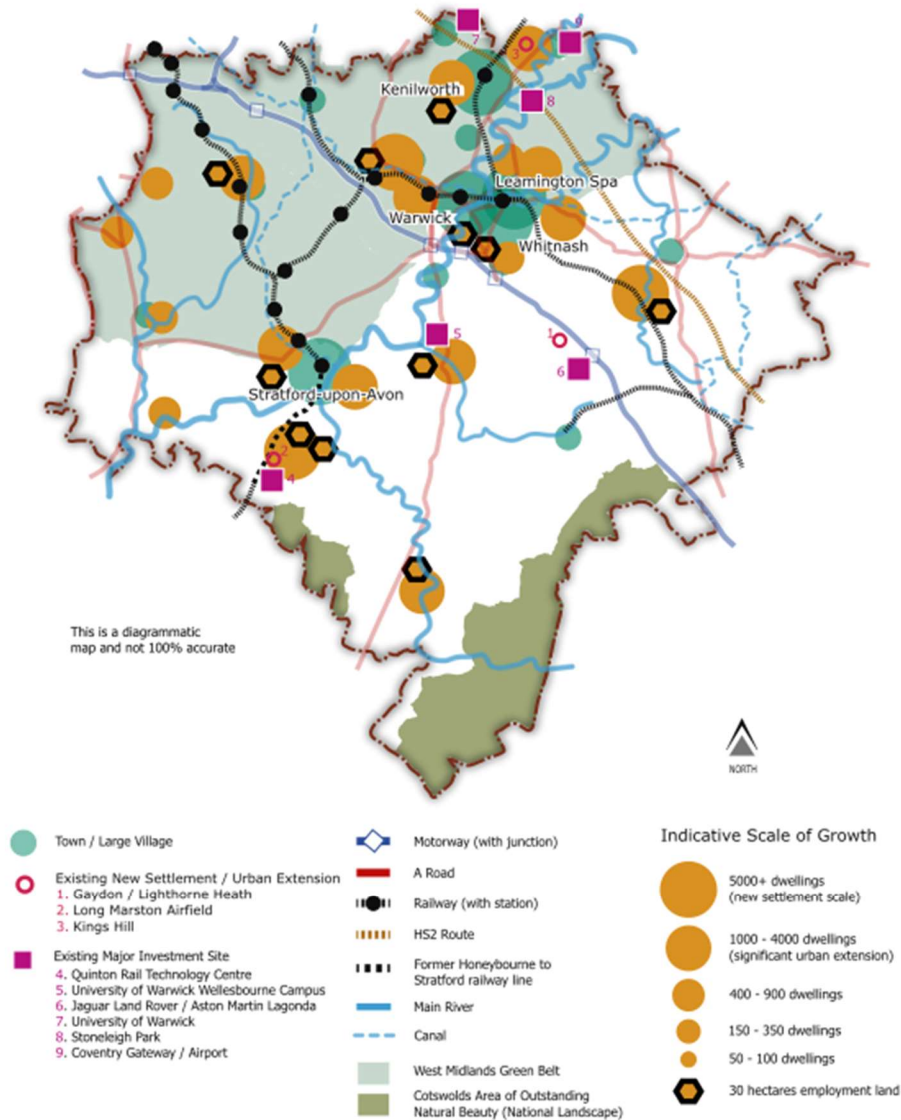 7
9
3
8
Kenilworth
Leamington Spa
Warwick
Whitnash
5
1
6
Stratford-upon-Avon
2
4
This is a diagrammatic
map and not 100% accurate
NORTH
Town / Large Village
Existing New Settlement / Urban Extension
1. Gaydon / Lighthorne Heath
2. Long Marston Airfield
3. Kings Hill
Existing Major Investment Site
4. Quinton Rail Technology Centre
5. University of Warwick Wellesbourne Campus
6. Jaguar Land Rover / Aston Martin Lagonda
7. University of Warwick
8. Stoneleigh Park
9. Coventry Gateway / Airport
Motorway (with junction)
A Road
Railway (with station)
HS2 Route
Former Honeybourne to
Stratford railway line
Main River
Canal
West Midlands Green Belt
Cotswolds Area of Outstanding
Natural Beauty (National Landscape)
Indicative Scale of Growth
5000+ dwellings
(new settlement scale)
1000 - 4000 dwellings
(significant urban extension)
400 - 900 dwellings
150 - 350 dwellings
50 - 100 dwellings
30 hectares employment land